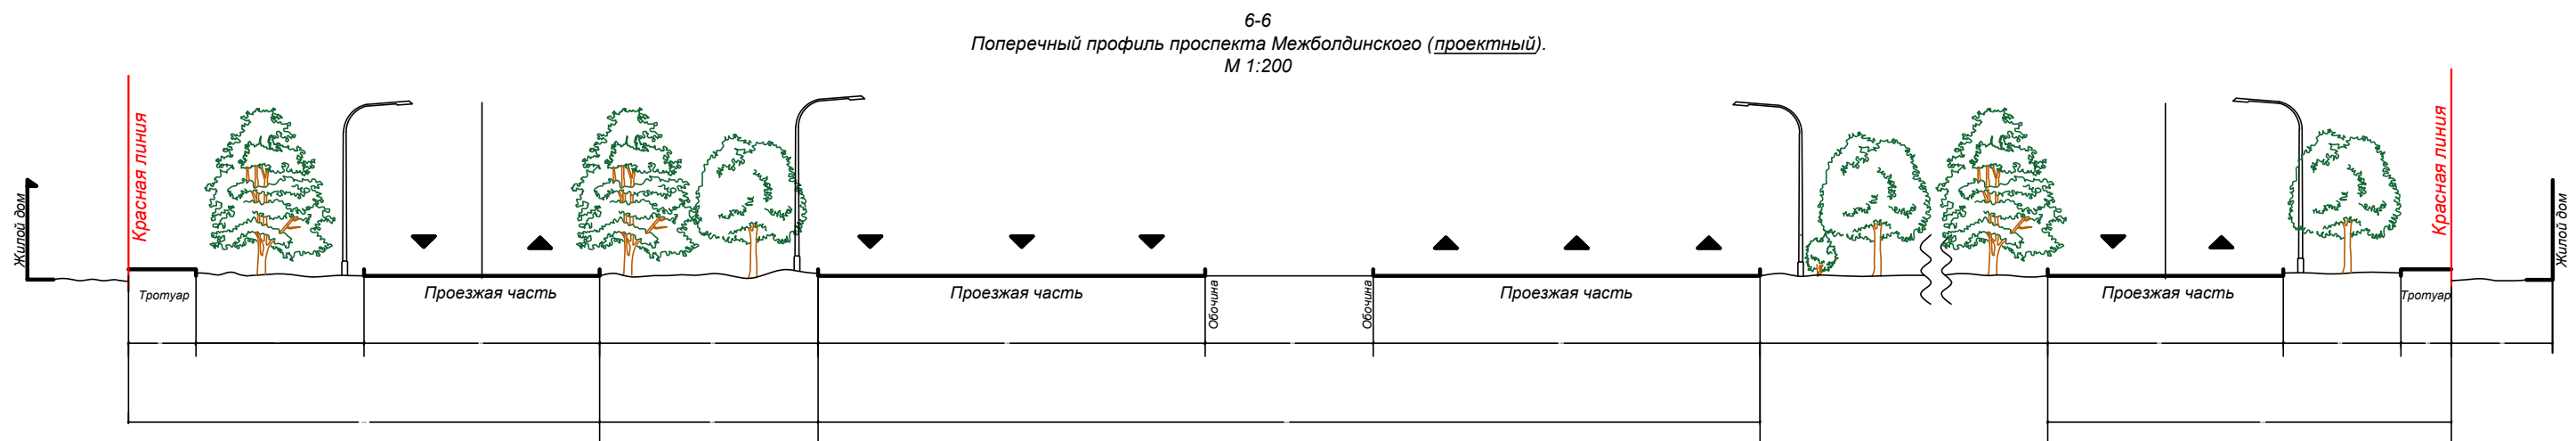 6-6
Поперечный профиль проспекта Межболдинского (проектный).
М 1:200
Жилой дом
Красная линия
Красная линия
Жилой дом
Тротуар
Проезжая часть
Проезжая часть
Обочина
Обочина
Проезжая часть
Проезжая часть
Тротуар